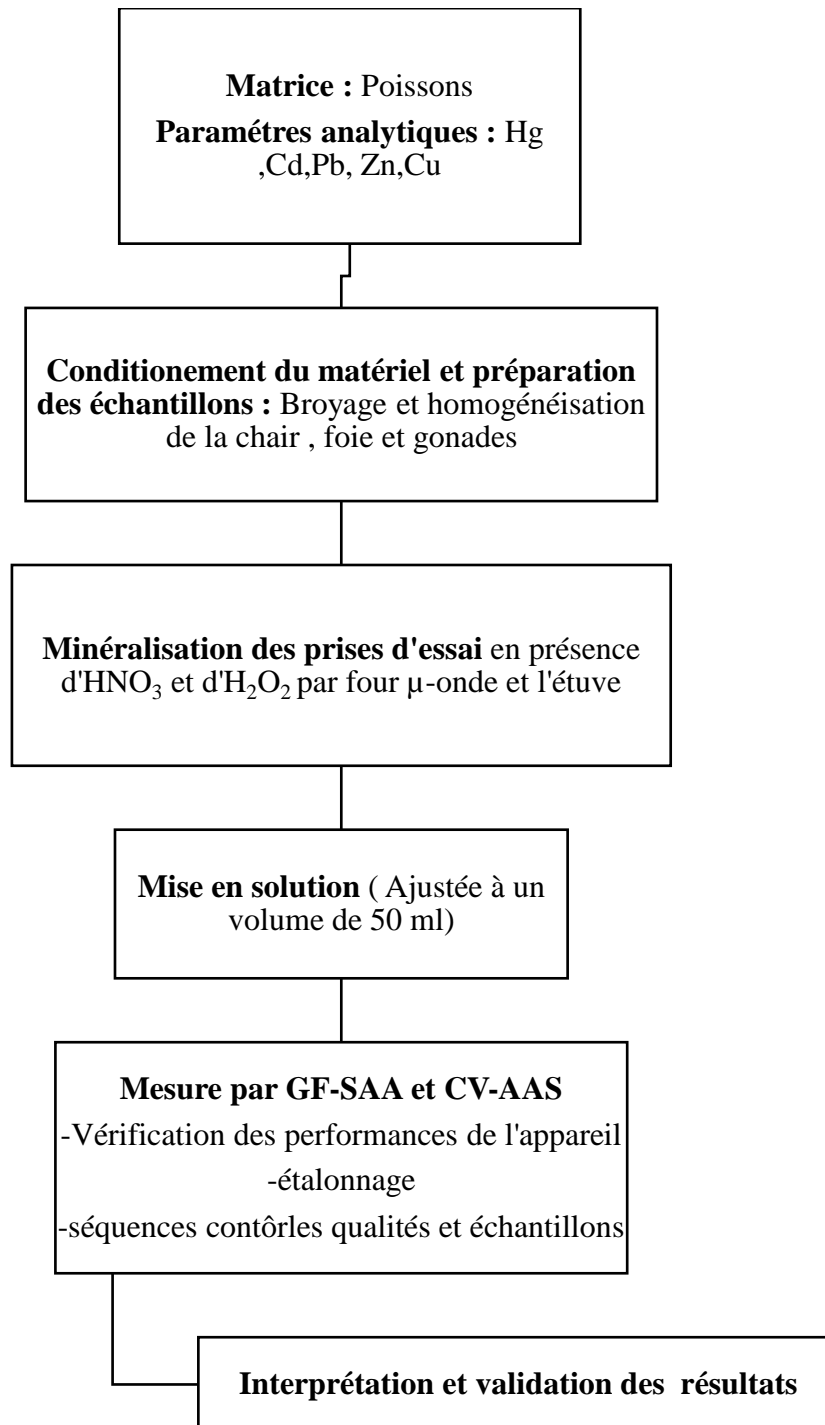 Matrice : Poissons
Paramétres analytiques : Hg
,Cd,Pb, Zn,Cu
Conditionement du matériel et préparation
des échantillons : Broyage et homogénéisation
de la chair , foie et gonades
Minéralisation des prises d'essai en présence
d'HNO₃ et d'H₂O₂ par four µ-onde et l'étuve
Mise en solution ( Ajustée à un
volume de 50 ml)
Mesure par GF-SAA et CV-AAS
-Vérification des performances de l'appareil
-étalonnage
-séquences contôrles qualités et échantillons
Interprétation et validation des résultats